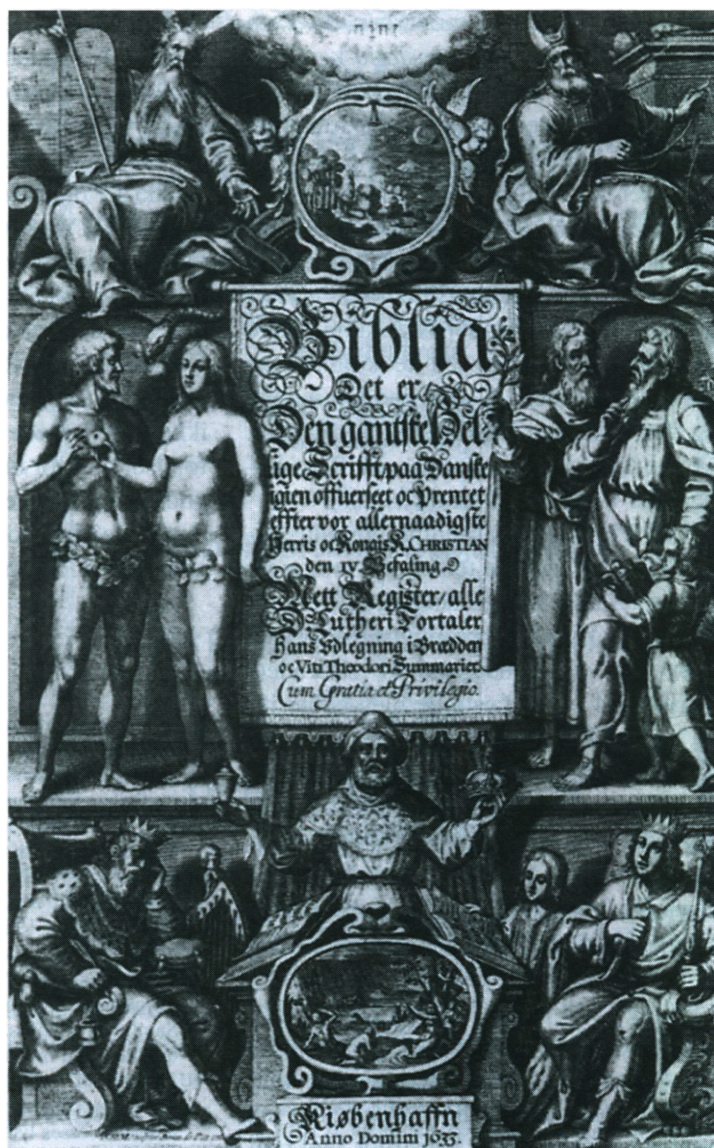 Biblia
Det er
Den gantske Hel-
lige Scrifft paa Danske
igien offuerseet oc Prentet
effter vor allernaadigste
Herris oc Kongis K. CHRISTIAN
den IV Befaling.
Mett Register/ alle
D Lutheri Fortaler
Hans Vdlegning i Brædden
oc Viti Theodori Summarier.
Cum Gratia et Privilegio.
Kiøbenhaffn
Anno Domini 1633.